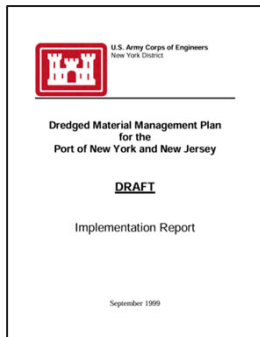 U.S. Army Corps of Engineers
New York District
Dredged Material Management Plan
for the
Port of New York and New Jersey
DRAFT
Implementation Report
September 1999